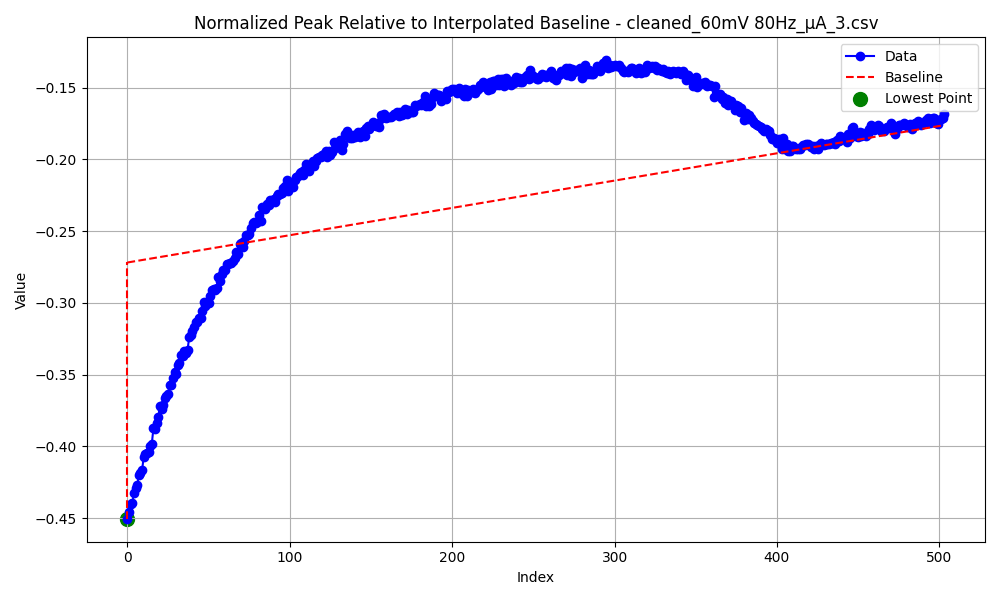 Normalized Peak Relative to Interpolated Baseline - cleaned_60mV 80Hz_μA_3.csv
Data
Baseline
Lowest Point
Value
−0.15
−0.20
−0.25
−0.30
−0.35
−0.40
−0.45
0 100 200 300 400 500
Index